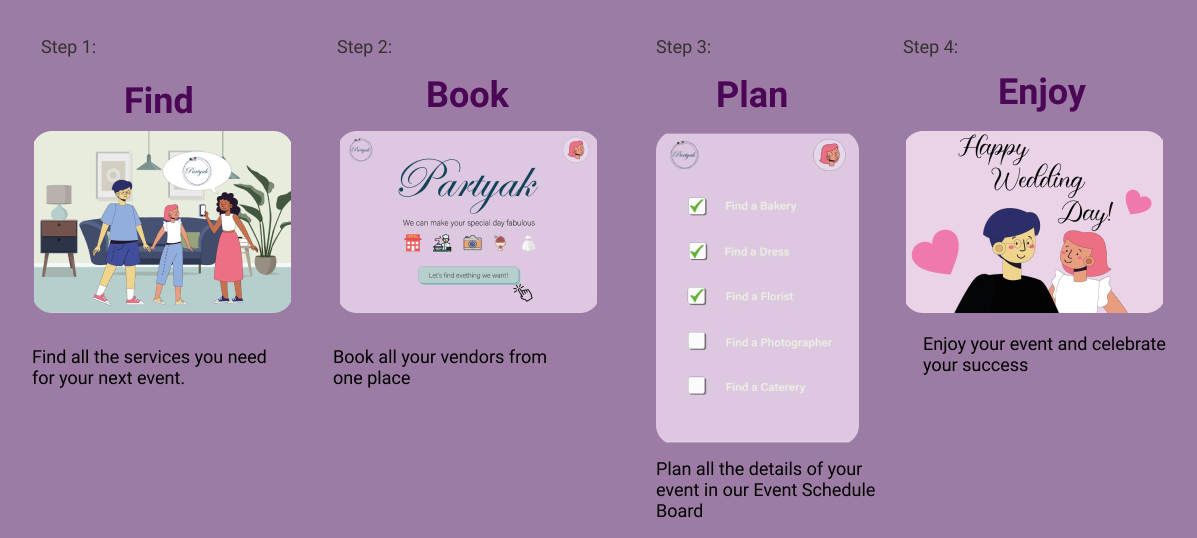 Step 1:
Find
Partyak
Find all the services you need
for your next event.
Step 2:
Book
Partyak
Partyak
We can make your special day fabulous
Let's find evething we want!
Book all your vendors from
one place
Step 3:
Plan
Partyak
Find a Bakery
Find a Dress
Find a Florist
Find a Photographer
Find a Caterery
Plan all the details of your
event in our Event Schedule
Board
Step 4:
Enjoy
Happy
Wedding
Day!
Enjoy your event and celebrate
your success